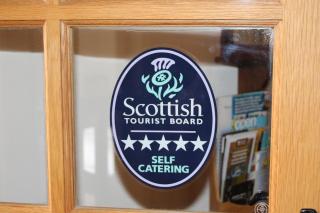 Scottish
TOURIST BOARD
SELF
CATERING